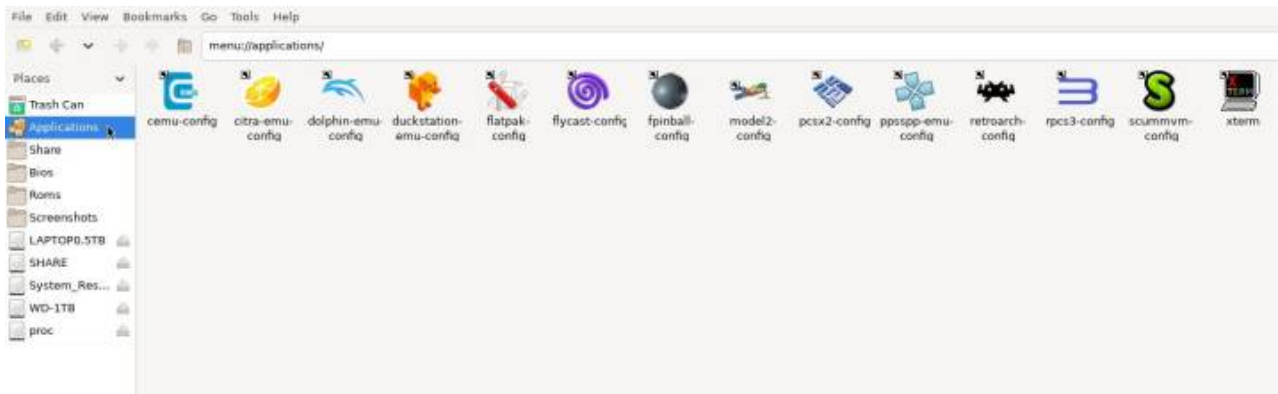 File Edit View Bookmarks Go Tools Help
menu://applications/
Places
Trash Can
Applications
Share
Bios
Roms
Screenshots
LAPTOP0.5TB
SHARE
System_Res...
WD-1TB
proc
cemu-config citra-emu-config dolphin-emu-config duckstation-emu-config flatpak-config flycast-config fpinball-config model2-config pcsx2-config ppsspp-emu-config retroarch-config rpcs3-config scummvm-config xterm
X
TERM